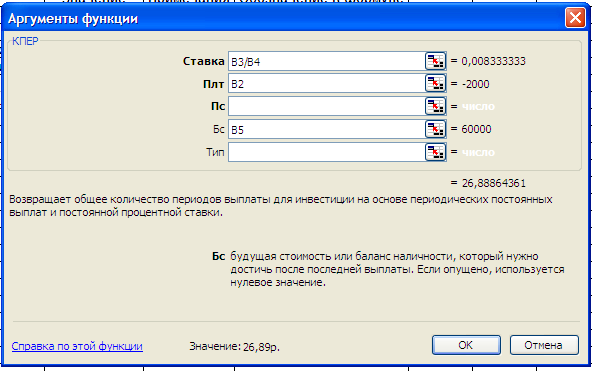 Аргументы функции
КПЕР
Ставка B3/B4 = 0,008333333
Плт B2 = -2000
Пс = число
Бс B5 = 60000
Тип = число
= 26,88864361
Возвращает общее количество периодов выплаты для инвестиции на основе периодических постоянных
выплат и постоянной процентной ставки.
Бс будущая стоимость или баланс наличности, который нужно
достичь после последней выплаты. Если опущено, используется
нулевое значение.
Справка по этой функции Значение: 26,89р. OK Отмена